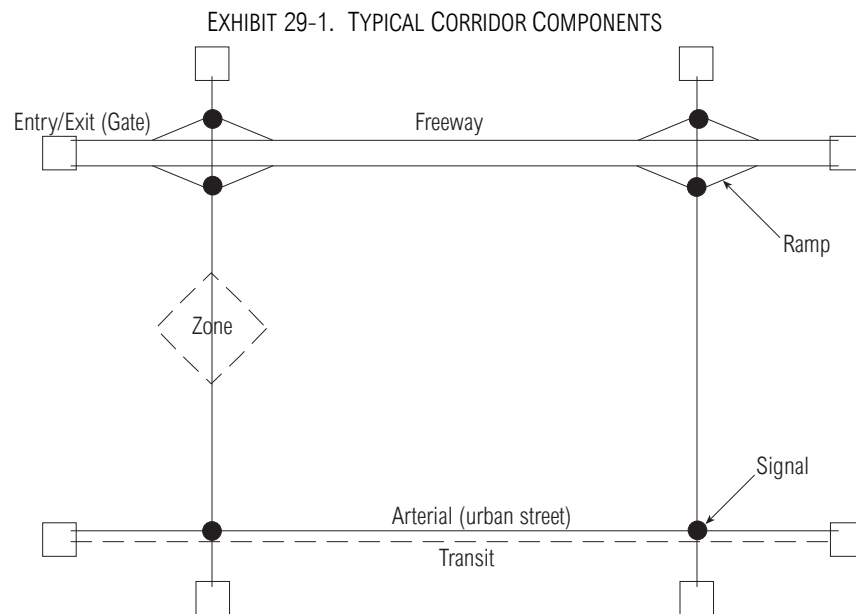 EXHIBIT 29-1. TYPICAL CORRIDOR COMPONENTS
Entry/Exit (Gate)
Freeway
Ramp
Zone
Signal
Arterial (urban street)
Transit